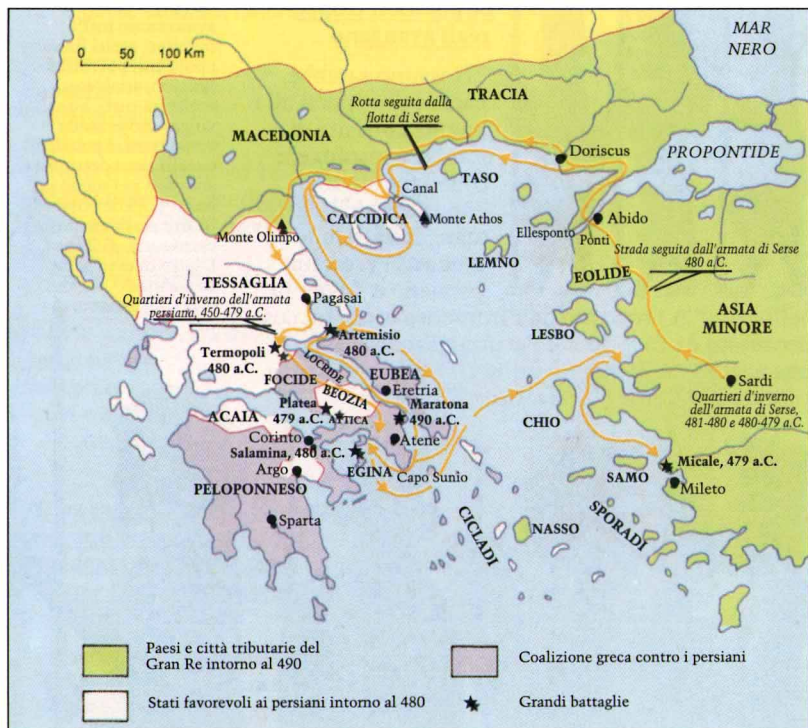 MAR
NERO
0 50 100 Km
TRACIA
Rotta seguita dalla
flotta di Serse
MACEDONIA
Doriscus
PROPONTIDE
TASO
Canal
CALCIDICA
Monte Athos
Abido
Ellesponto
Ponti
Monte Olimpo
Strada seguita dall'armata di Serse
480 a.C.
LEMNO
EOLIDE
TESSAGLIA
Quartieri d'inverno dell'armata
persiana, 450-479 a.C.
Pagasai
ASIA
MINORE
LESBO
Artemisio
480 a.C.
Termopoli
480 a.C.
LOCRIDE
EUBEA
FOCIDE
Eretria
Sardi
BEOZIA
Quartieri d'inverno
dell'armata di Serse,
481-480 e 480-479 a.C.
Platea
479 a.C.
Maratona
490 a.C.
ACAIA
ATTICA
CHIO
Corinto
Atene
Salamina, 480 a.C.
Argo
EGINA
Capo Sunio
Micale, 479 a.C.
SAMO
Mileto
PELOPONNESO
Sparta
CICLADI
NASSO
SPORADI
Paesi e città tributarie del
Gran Re intorno al 490
Coalizione greca contro i persiani
Stati favorevoli ai persiani intorno al 480
Grandi battaglie